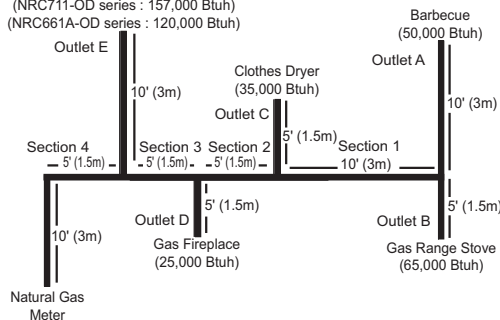 (NRC711-OD series : 157,000 Btuh)
(NRC661A-OD series : 120,000 Btuh)
Outlet E
10' (3m)
Barbecue
(50,000 Btuh)
Outlet A
10' (3m)
Clothes Dryer
(35,000 Btuh)
Outlet C
5' (1.5m)
Section 4
5' (1.5m)
Section 3
5' (1.5m)
Section 2
5' (1.5m)
Section 1
10' (3m)
10' (3m)
Outlet D
5' (1.5m)
Gas Fireplace
(25,000 Btuh)
Outlet B
5' (1.5m)
Gas Range Stove
(65,000 Btuh)
Natural Gas
Meter